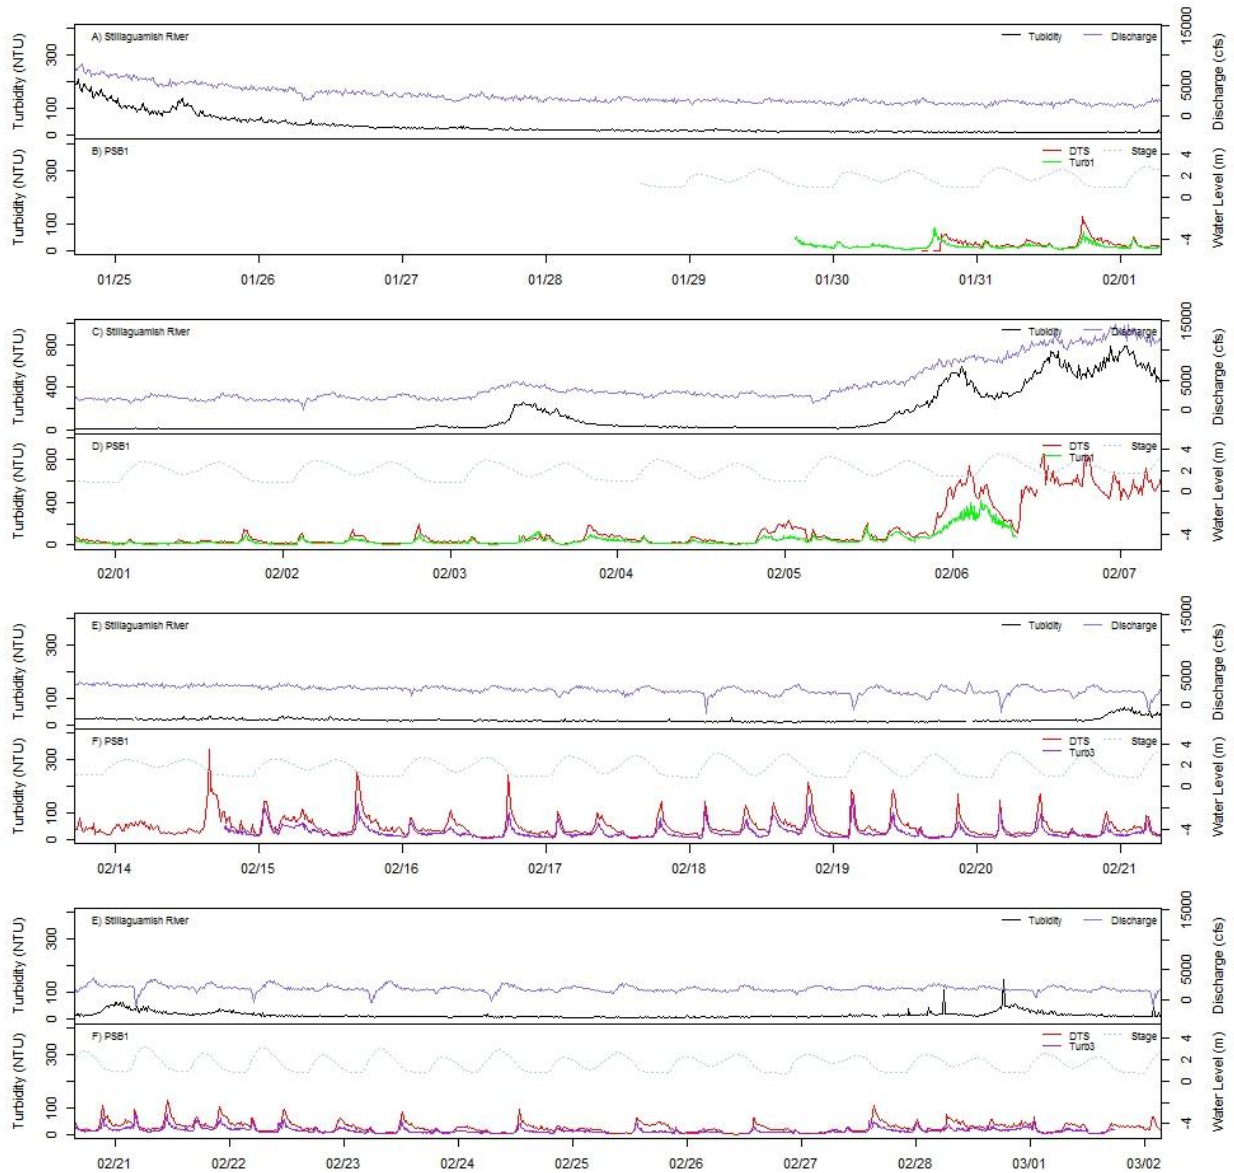 A) Stillaguamish River
Tubidity Discharge
Turbidity (NTU)
0 100 300
Discharge (cfs)
0 5000 15000
B) PSB1
DTS Stage
Turb1
Turbidity (NTU)
0 100 300
Water Level (m)
-4 0 2 4
01/25 01/26 01/27 01/28 01/29 01/30 01/31 02/01
C) Stillaguamish River
Tubidity Discharge
Turbidity (NTU)
0 400 800
Discharge (cfs)
0 5000 15000
D) PSB1
DTS Stage
Turb1
Turbidity (NTU)
0 400 800
Water Level (m)
-4 0 2 4
02/01 02/02 02/03 02/04 02/05 02/06 02/07
E) Stillaguamish River
Tubidity Discharge
Turbidity (NTU)
0 100 300
Discharge (cfs)
0 5000 15000
F) PSB1
DTS Stage
Turb3
Turbidity (NTU)
0 100 300
Water Level (m)
-4 0 2 4
02/14 02/15 02/16 02/17 02/18 02/19 02/20 02/21
E) Stillaguamish River
Tubidity Discharge
Turbidity (NTU)
0 100 300
Discharge (cfs)
0 5000 15000
F) PSB1
DTS Stage
Turb3
Turbidity (NTU)
0 100 300
Water Level (m)
-4 0 2 4
02/21 02/22 02/23 02/24 02/25 02/26 02/27 02/28 03/01 03/02